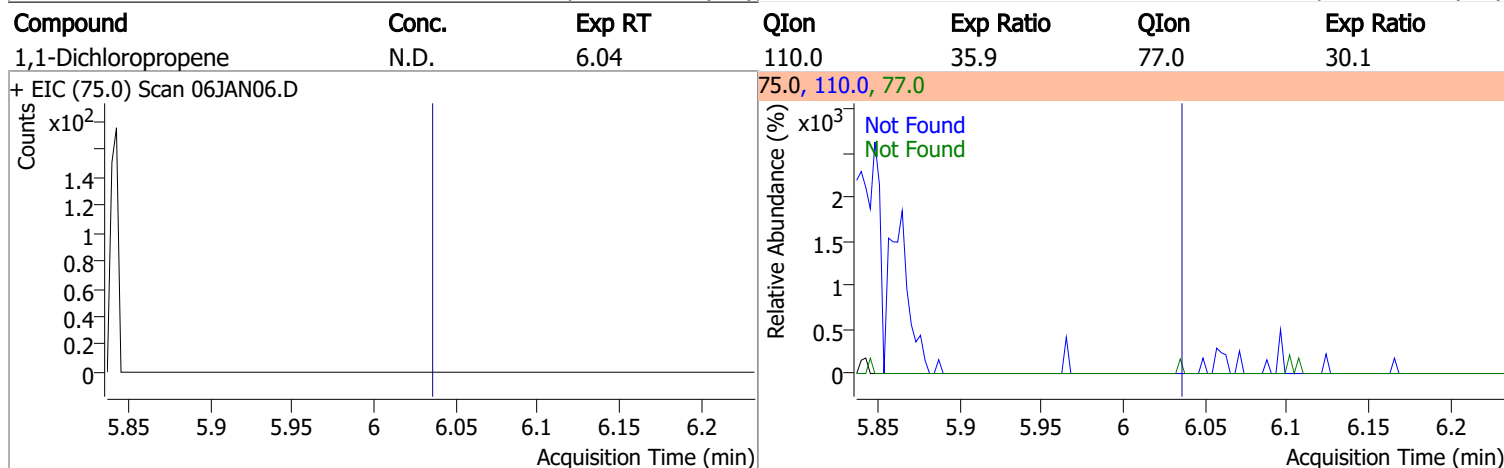 Compound Conc. Exp RT QIon Exp Ratio QIon Exp Ratio
1,1-Dichloropropene N.D. 6.04 110.0 35.9 77.0 30.1
+ EIC (75.0) Scan 06JAN06.D
Counts
x10²
1.4
1.2
1
0.8
0.6
0.4
0.2
0
5.85 5.9 5.95 6 6.05 6.1 6.15 6.2
Acquisition Time (min)
75.0, 110.0, 77.0
Relative Abundance (%)
x10³
Not Found
Not Found
2
1.5
1
0.5
0
5.85 5.9 5.95 6 6.05 6.1 6.15 6.2
Acquisition Time (min)